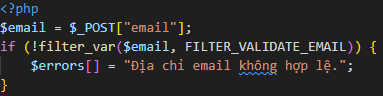 <?php
$email = $_POST["email"];
if (!filter_var($email, FILTER_VALIDATE_EMAIL)) {
    $errors[] = "Địa chỉ email không hợp lệ.";
}